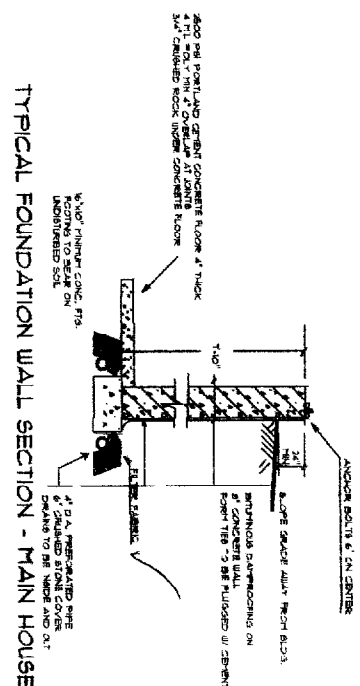 ANCHOR BOLTS 6' ON CENTER
SLOPE GRADE AWAY FROM BLDG.
BITUMINOUS DAMPPROOFING ON
8" CONCRETE WALL
FORM TIES TO BE PLUGGED W/ CEMENT
MIN
7'-10"
2500 PSI PORTLAND CEMENT CONCRETE FLOOR 4" THICK
4 MIL POLY MIN 4" OVERLAP AT JOINTS
3/4" CRUSHED ROCK UNDER CONCRETE FLOOR
FILTER FABRIC
16"x10" MINIMUM CONC. FTG.
FOOTING TO BEAR ON
UNDISTURBED SOIL
4" DIA. PERFORATED PIPE
6" CRUSHED STONE COVER
DRAINS TO BE INSIDE AND OUT
TYPICAL FOUNDATION WALL SECTION - MAIN HOUSE